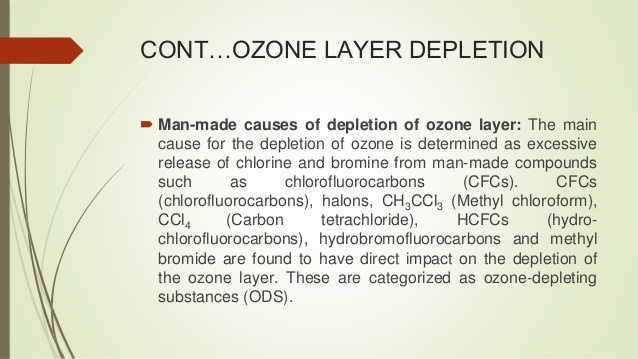 CONT…OZONE LAYER DEPLETION
Man-made causes of depletion of ozone layer: The main
cause for the depletion of ozone is determined as excessive
release of chlorine and bromine from man-made compounds
such as chlorofluorocarbons (CFCs). CFCs
(chlorofluorocarbons), halons, CH₃CCl₃ (Methyl chloroform),
CCl₄ (Carbon tetrachloride), HCFCs (hydro-
chlorofluorocarbons), hydrobromofluorocarbons and methyl
bromide are found to have direct impact on the depletion of
the ozone layer. These are categorized as ozone-depleting
substances (ODS).